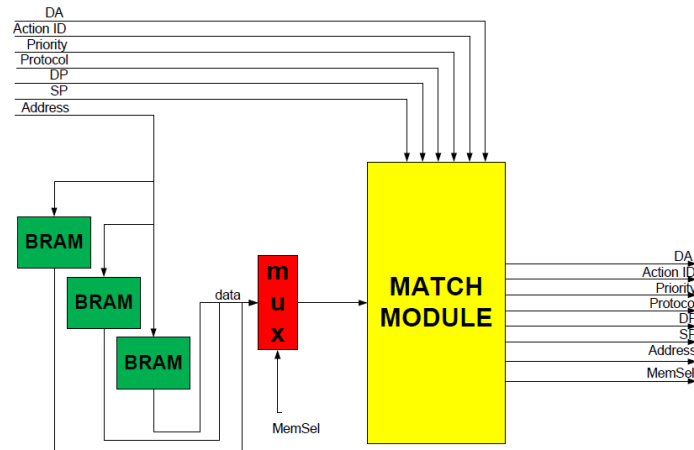 DA
Action ID
Priority
Protocol
DP
SP
Address
BRAM
BRAM
BRAM
data
mux
MemSel
MATCH
MODULE
DA
Action ID
Priority
Protocol
DP
SP
Address
MemSel